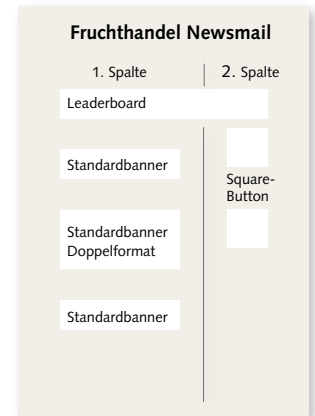 Fruchthandel Newsmail
1. Spalte
2. Spalte
Leaderboard
Standardbanner
Square-
Button
Standardbanner
Doppelformat
Standardbanner